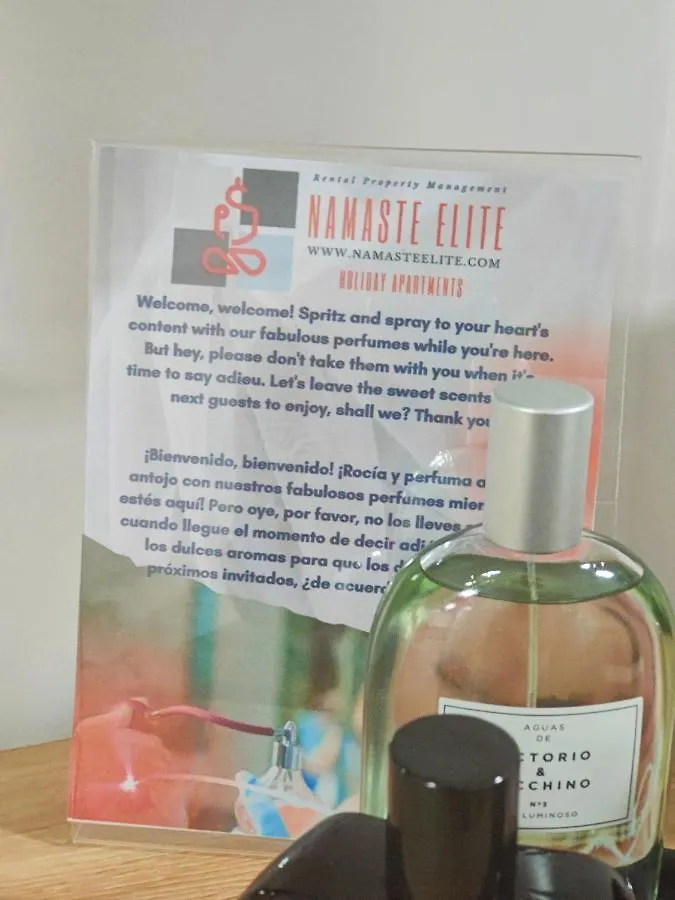 Rental Property Management
NAMASTE ELITE
WWW.NAMASTEELITE.COM
HOLIDAY APARTMENTS
Welcome, welcome! Spritz and spray to your heart's
content with our fabulous perfumes while you're here.
But hey, please don't take them with you when it's
time to say adieu. Let's leave the sweet scents
next guests to enjoy, shall we? Thank you
¡Bienvenido, bienvenido! ¡Rocía y perfuma a
antojo con nuestros fabulosos perfumes
estés aquí! Pero oye, por favor, no los lleves
cuando llegue el momento de decir
los dulces aromas para que los
próximos invitados, ¿de
AGUAS
DE
CTORIO
&
CCHINO
Nº3
LUMINOSO